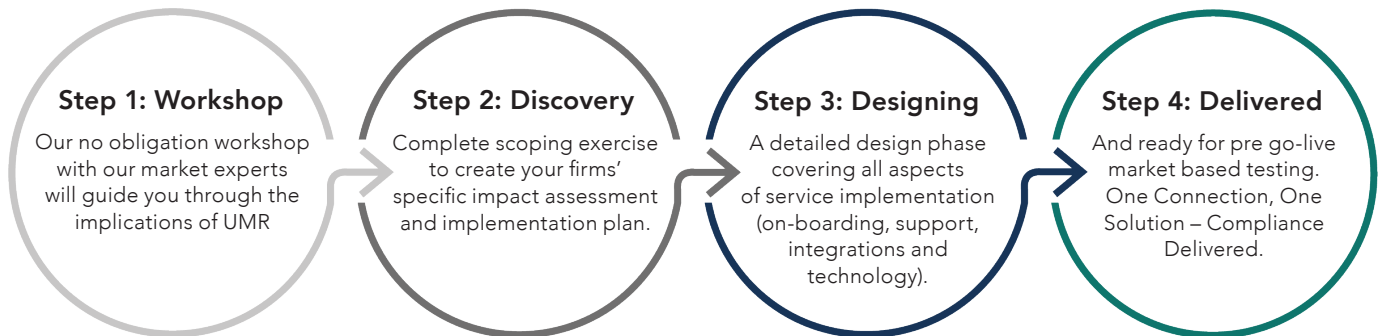 Step 1: Workshop
Our no obligation workshop
with our market experts
will guide you through the
implications of UMR
Step 2: Discovery
Complete scoping exercise
to create your firms’
specific impact assessment
and implementation plan.
Step 3: Designing
A detailed design phase
covering all aspects
of service implementation
(on-boarding, support,
integrations and
technology).
Step 4: Delivered
And ready for pre go-live
market based testing.
One Connection, One
Solution – Compliance
Delivered.